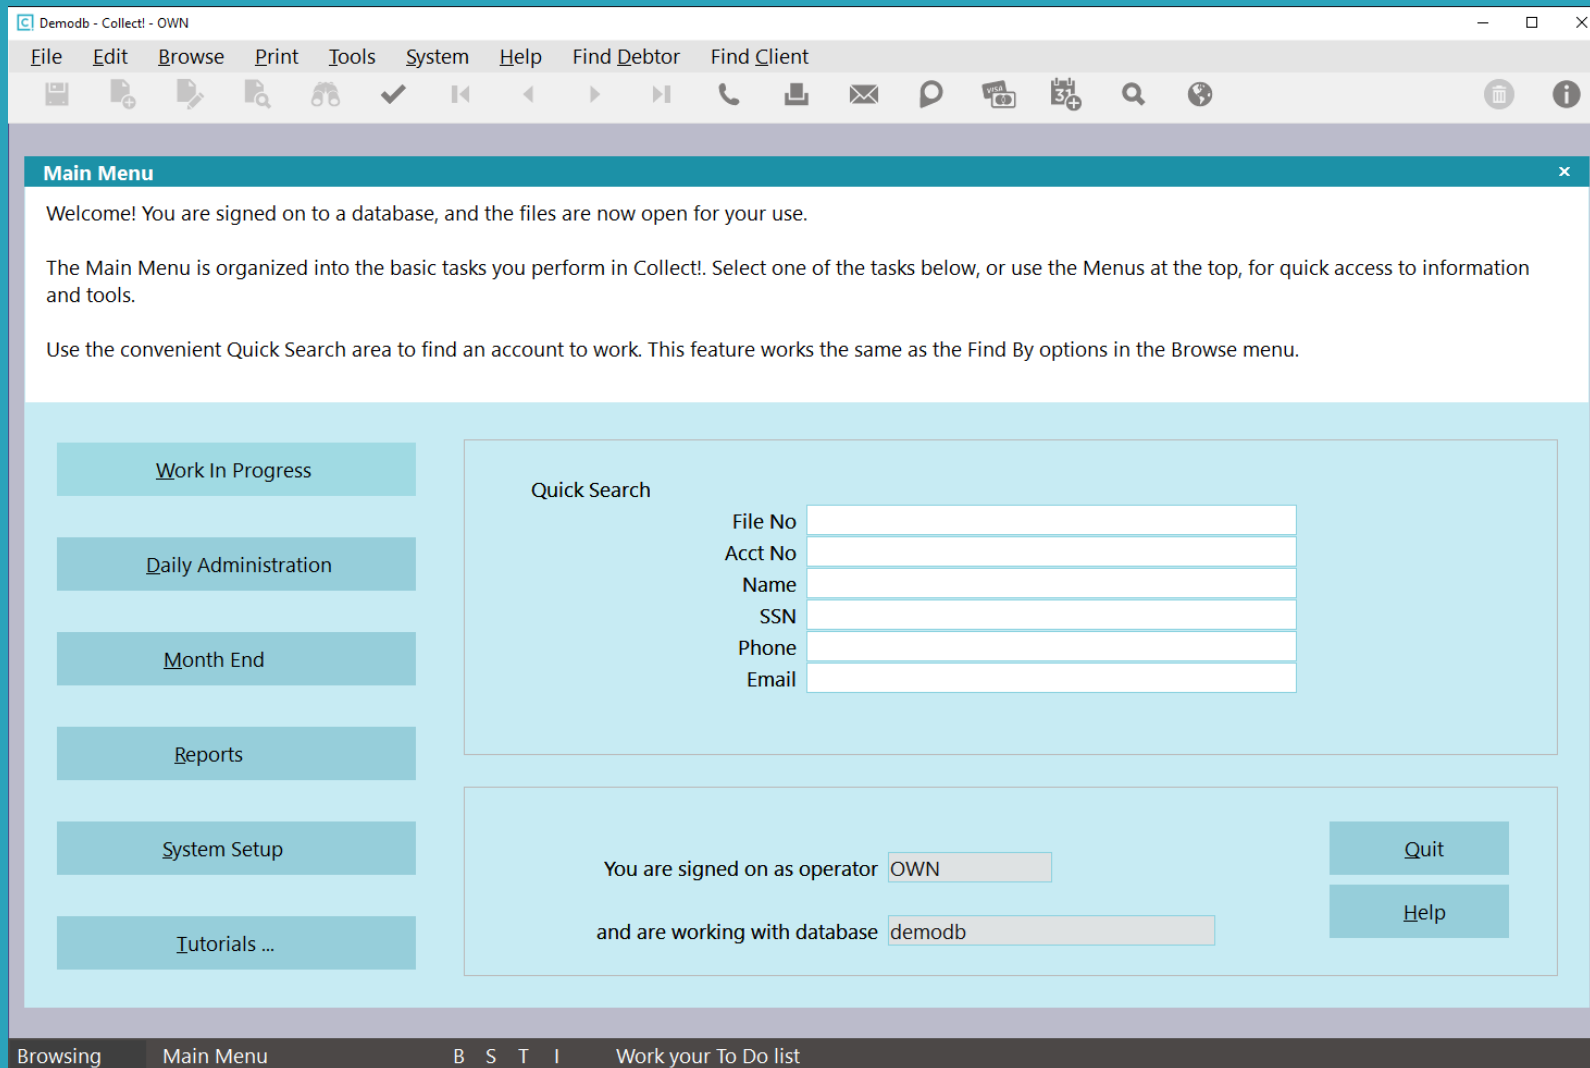 Demodb - Collect! - OWN
File Edit Browse Print Tools System Help Find Debtor Find Client
VISA
31
Main Menu
Welcome! You are signed on to a database, and the files are now open for your use.
The Main Menu is organized into the basic tasks you perform in Collect!. Select one of the tasks below, or use the Menus at the top, for quick access to information
and tools.
Use the convenient Quick Search area to find an account to work. This feature works the same as the Find By options in the Browse menu.
Work In Progress
Daily Administration
Month End
Reports
System Setup
Tutorials ...
Quick Search
File No
Acct No
Name
SSN
Phone
Email
You are signed on as operator OWN
and are working with database demodb
Quit
Help
Browsing Main Menu B S T I Work your To Do list